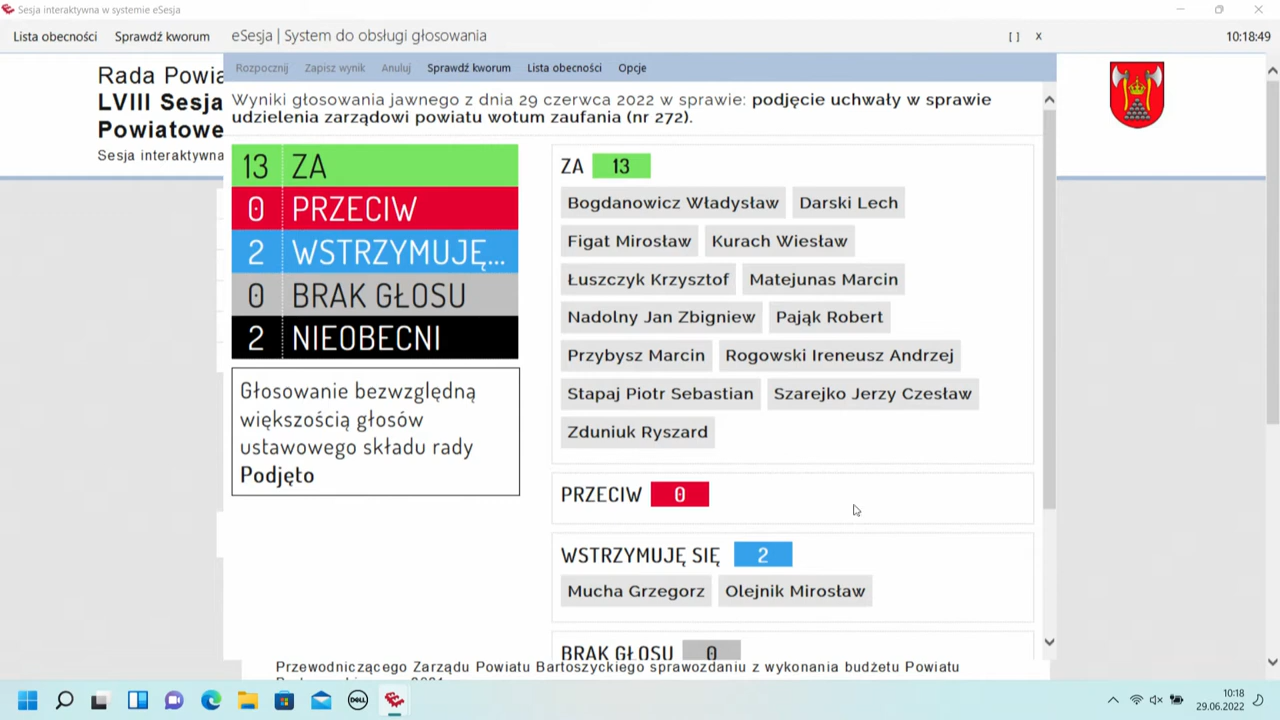 Sesja interaktywna w systemie eSesja
Lista obecności Sprawdź kworum
eSesja | System do obsługi głosowania
[ ] x
10:18:49
Rozpocznij Zapisz wynik Anuluj Sprawdź kworum Lista obecności Opcje
Rada Powia
LVIII Sesja
Powiatowe
Sesja interaktywna
Wyniki głosowania jawnego z dnia 29 czerwca 2022 w sprawie: podjęcie uchwały w sprawie
udzielenia zarządowi powiatu wotum zaufania (nr 272).
13 ZA
0 PRZECIW
2 WSTRZYMUJĘ...
0 BRAK GŁOSU
2 NIEOBECNI
Głosowanie bezwzględną
większością głosów
ustawowego składu rady
Podjęto
ZA 13
Bogdanowicz Władysław Darski Lech
Figat Mirosław Kurach Wiesław
Łuszczyk Krzysztof Matejunas Marcin
Nadolny Jan Zbigniew Pająk Robert
Przybysz Marcin Rogowski Ireneusz Andrzej
Stapaj Piotr Sebastian Szarejko Jerzy Czesław
Zduniuk Ryszard
PRZECIW 0
WSTRZYMUJĘ SIĘ 2
Mucha Grzegorz Olejnik Mirosław
BRAK GŁOSU 0
Przewodniczącego Zarządu Powiatu Bartoszyckiego sprawozdaniu z wykonania budżetu Powiatu
DELL
10:18
29.06.2022